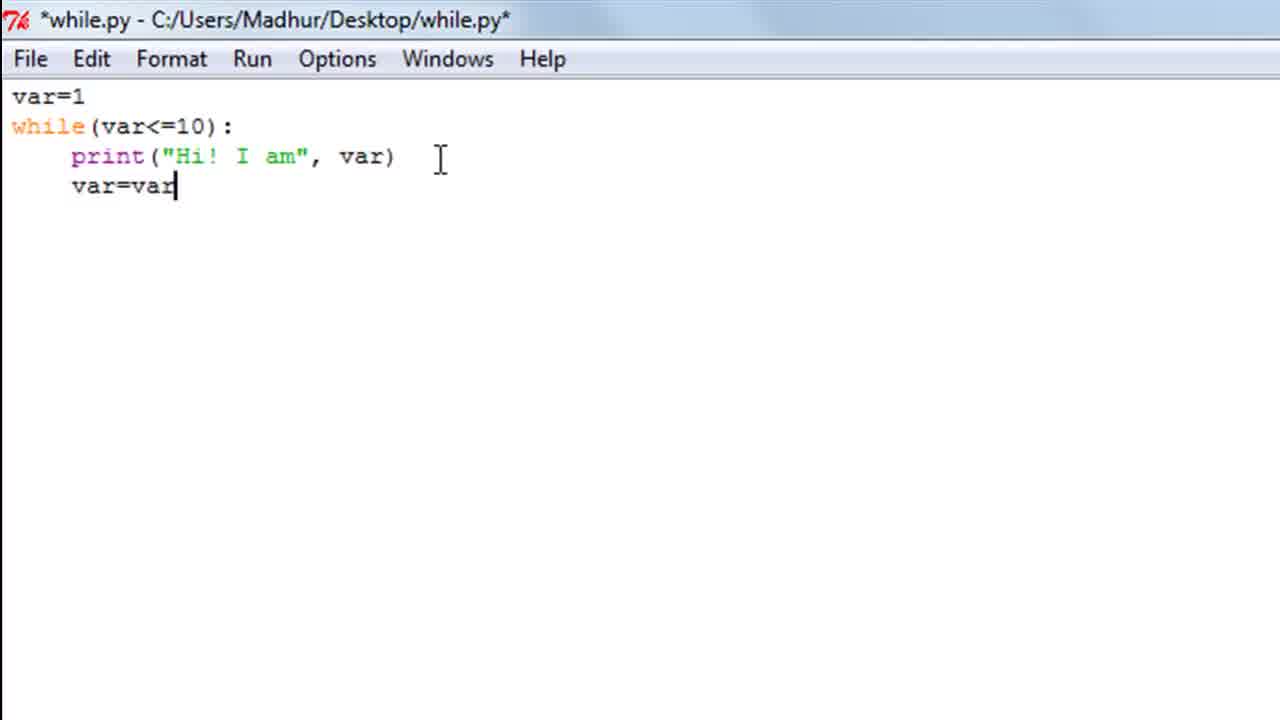 *while.py - C:/Users/Madhur/Desktop/while.py*
File Edit Format Run Options Windows Help
var=1
while(var<=10):
    print("Hi! I am", var)
    var=var